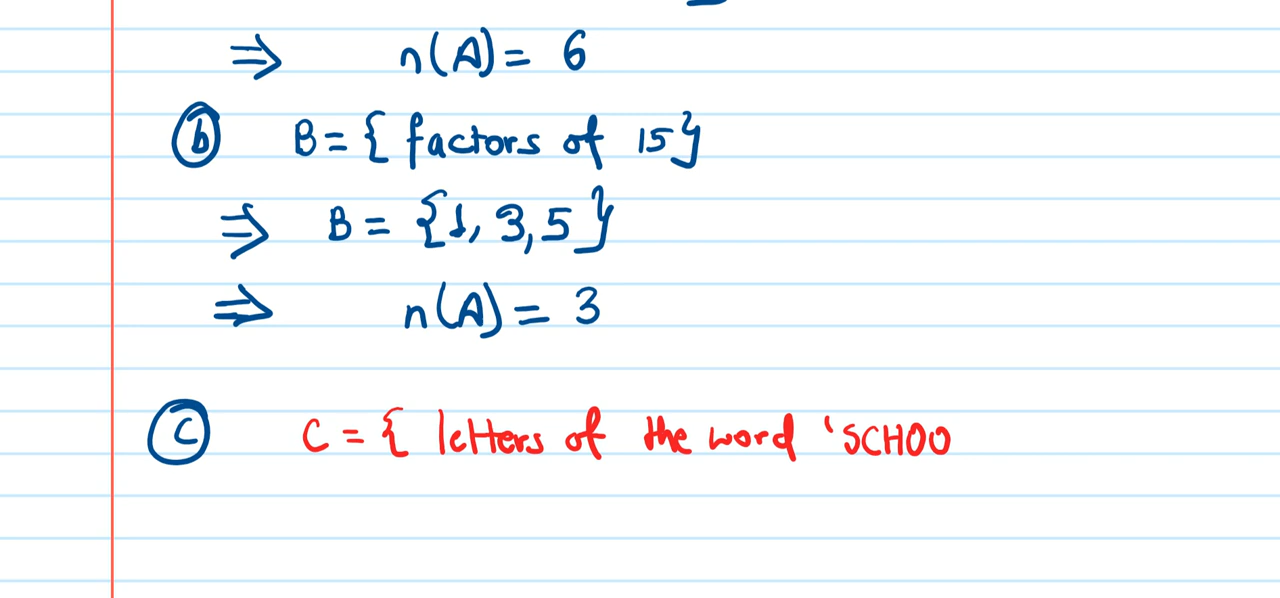 ⇒ n(A) = 6
(b) B = { factors of 15 }
⇒ B = {1, 3, 5 }
⇒ n(A) = 3
(c) C = { letters of the word 'SCHOO